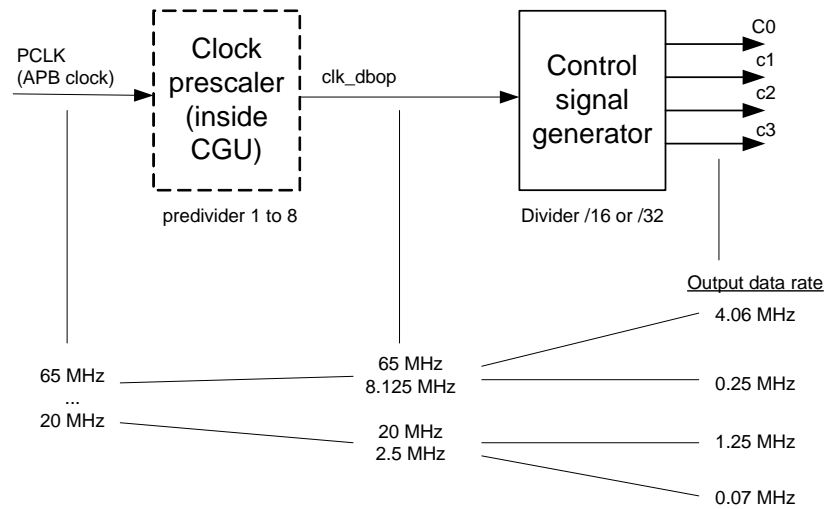 PCLK
(APB clock)
Clock
prescaler
(inside
CGU)
predivider 1 to 8
clk_dbop
Control
signal
generator
Divider /16 or /32
C0
c1
c2
c3
Output data rate
4.06 MHz
65 MHz
...
20 MHz
65 MHz
8.125 MHz
0.25 MHz
20 MHz
2.5 MHz
1.25 MHz
0.07 MHz